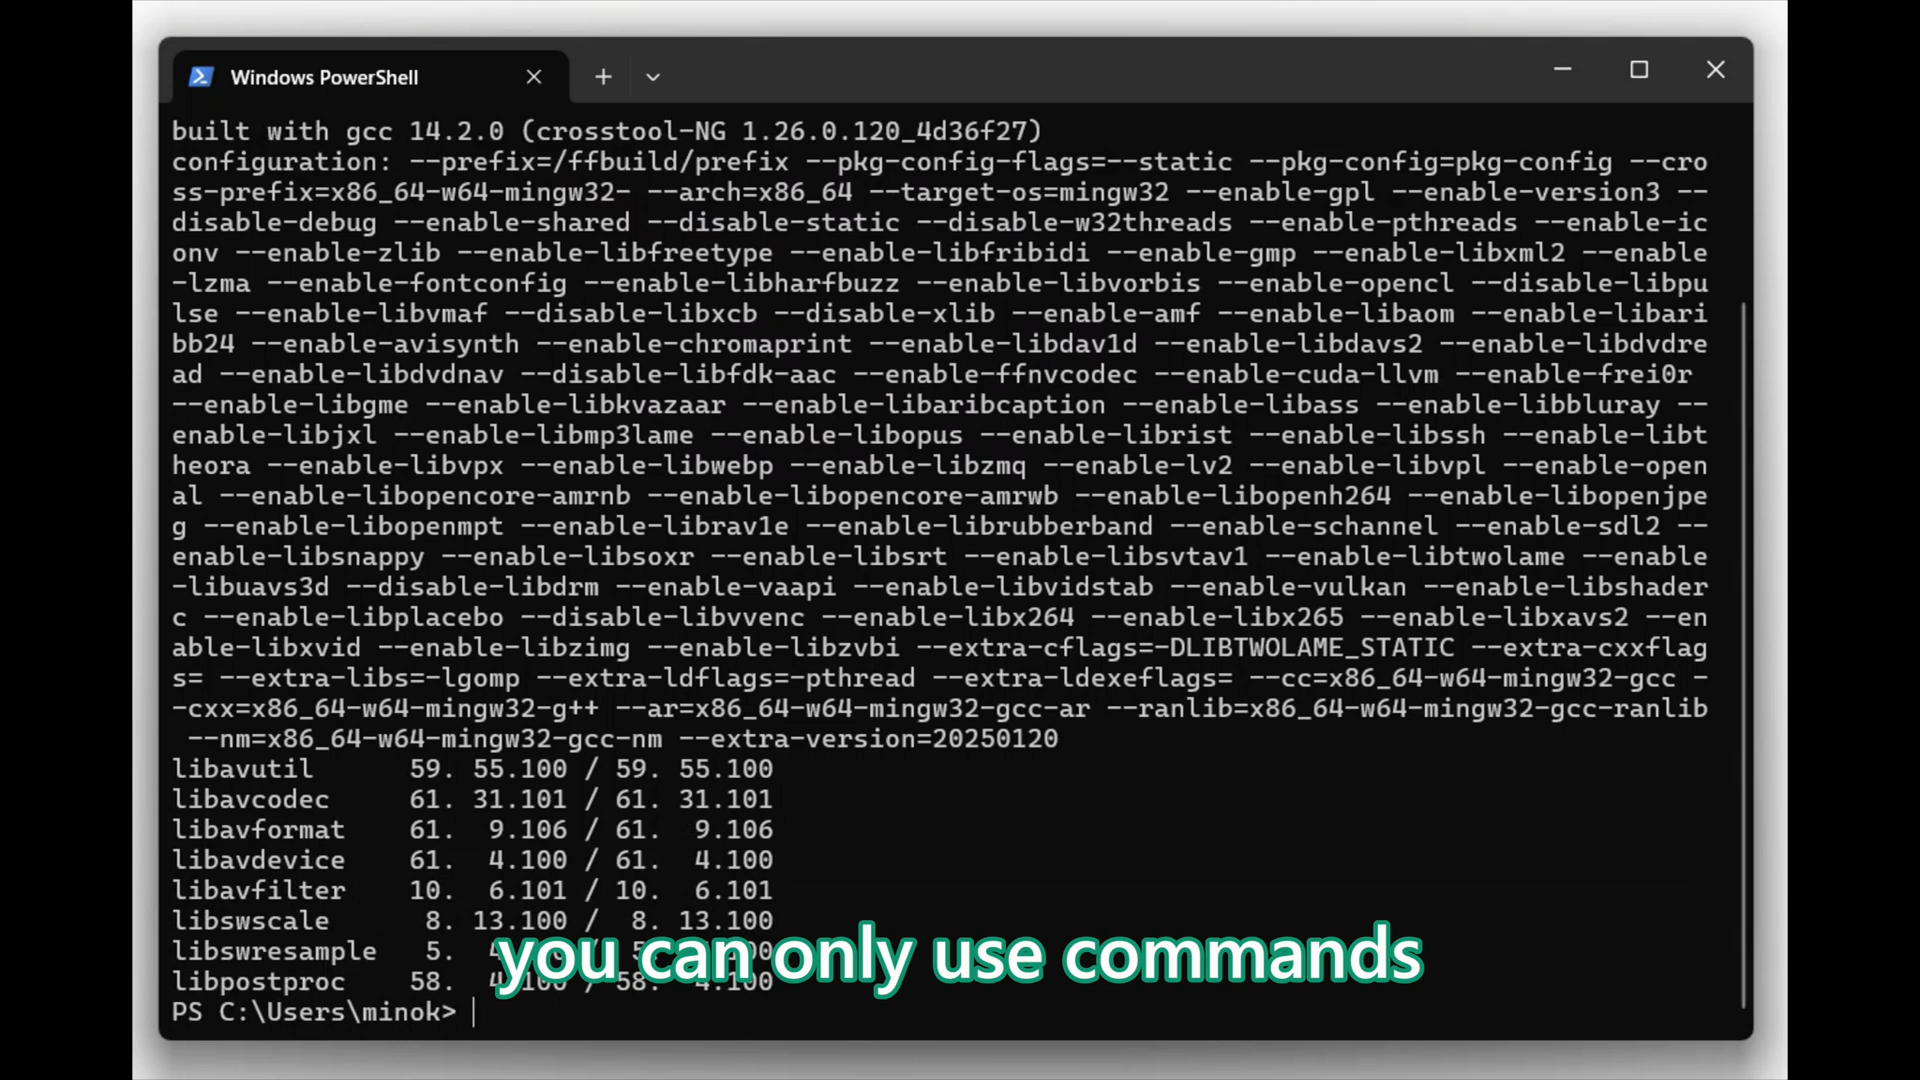 Windows PowerShell
built with gcc 14.2.0 (crosstool-NG 1.26.0.120_4d36f27)
configuration: --prefix=/ffbuild/prefix --pkg-config-flags=--static --pkg-config=pkg-config --cro
ss-prefix=x86_64-w64-mingw32- --arch=x86_64 --target-os=mingw32 --enable-gpl --enable-version3 --
disable-debug --enable-shared --disable-static --disable-w32threads --enable-pthreads --enable-ic
onv --enable-zlib --enable-libfreetype --enable-libfribidi --enable-gmp --enable-libxml2 --enable
-lzma --enable-fontconfig --enable-libharfbuzz --enable-libvorbis --enable-opencl --disable-libpu
lse --enable-libvmaf --disable-libxcb --disable-xlib --enable-amf --enable-libaom --enable-libari
bb24 --enable-avisynth --enable-chromaprint --enable-libdav1d --enable-libdavs2 --enable-libdvdre
ad --enable-libdvdnav --disable-libfdk-aac --enable-ffnvcodec --enable-cuda-llvm --enable-frei0r
--enable-libgme --enable-libkvazaar --enable-libaribcaption --enable-libass --enable-libbluray --
enable-libjxl --enable-libmp3lame --enable-libopus --enable-librist --enable-libssh --enable-libt
heora --enable-libvpx --enable-libwebp --enable-libzmq --enable-lv2 --enable-libvpl --enable-open
al --enable-libopencore-amrnb --enable-libopencore-amrwb --enable-libopenh264 --enable-libopenjpe
g --enable-libopenmpt --enable-librav1e --enable-librubberband --enable-schannel --enable-sdl2 --
enable-libsnappy --enable-libsoxr --enable-libsrt --enable-libsvtav1 --enable-libtwolame --enable
-libuavs3d --disable-libdrm --enable-vaapi --enable-libvidstab --enable-vulkan --enable-libshader
c --enable-libplacebo --disable-libvvenc --enable-libx264 --enable-libx265 --enable-libxavs2 --en
able-libxvid --enable-libzimg --enable-libzvbi --extra-cflags=-DLIBTWOLAME_STATIC --extra-cxxflag
s= --extra-libs=-lgomp --extra-ldflags=-pthread --extra-ldexeflags= --cc=x86_64-w64-mingw32-gcc -
-cxx=x86_64-w64-mingw32-g++ --ar=x86_64-w64-mingw32-gcc-ar --ranlib=x86_64-w64-mingw32-gcc-ranlib
--nm=x86_64-w64-mingw32-gcc-nm --extra-version=20250120
libavutil 59. 55.100 / 59. 55.100
libavcodec 61. 31.101 / 61. 31.101
libavformat 61. 9.106 / 61. 9.106
libavdevice 61. 4.100 / 61. 4.100
libavfilter 10. 6.101 / 10. 6.101
libswscale 8. 13.100 / 8. 13.100
libswresample 5.
you can only use commands
libpostproc 58. 4.100 / 58. 4.100
PS C:\Users\minok>